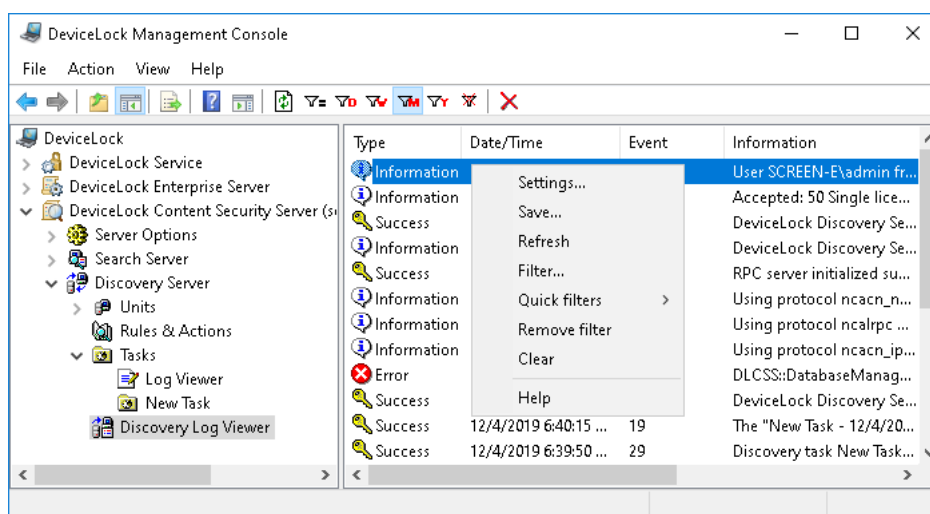 DeviceLock Management Console
File Action View Help
DeviceLock
DeviceLock Service
DeviceLock Enterprise Server
DeviceLock Content Security Server (s
Server Options
Search Server
Discovery Server
Units
Rules & Actions
Tasks
Log Viewer
New Task
Discovery Log Viewer
Type Date/Time Event Information
Information User SCREEN-E\admin fr...
Information Accepted: 50 Single lice...
Success DeviceLock Discovery Se...
Information DeviceLock Discovery Se...
Success RPC server initialized su...
Information Using protocol ncacn_n...
Information Using protocol ncalrpc ...
Information Using protocol ncacn_ip...
Error DLCSS::DatabaseManag...
Success DeviceLock Discovery Se...
Success 12/4/2019 6:40:15 ... 19 The "New Task - 12/4/20...
Success 12/4/2019 6:39:50 ... 29 Discovery task New Task...
Settings...
Save...
Refresh
Filter...
Quick filters
Remove filter
Clear
Help